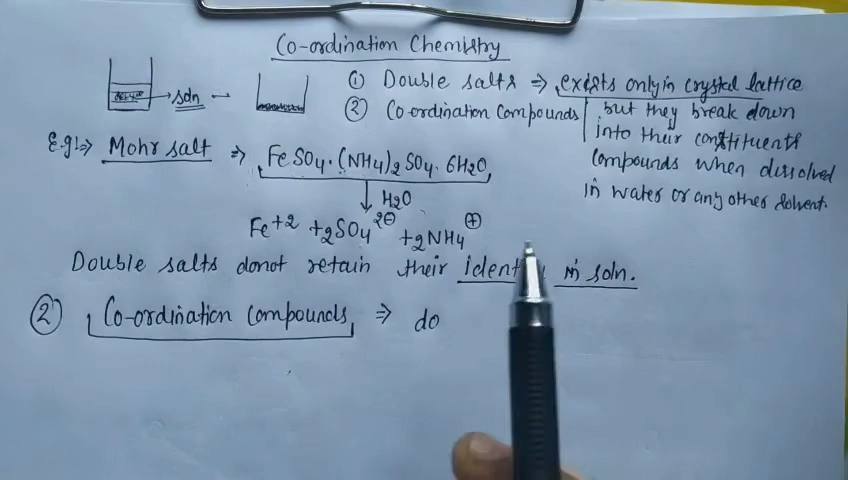 Co-ordination Chemistry
soln
① Double salts ⇒ exists only in crystal lattice
② Co-ordination Compounds
but they break down
into their constituents
compounds when dissolved
in water or any other solvent.
E.g:⇒ Mohr salt ⇒ FeSO4·(NH4)2SO4·6H2O
H2O
Fe+2 + 2SO4 2⊖ + 2NH4 ⊕
Double salts donot retain their in soln.
② Co-ordination compounds ⇒ do